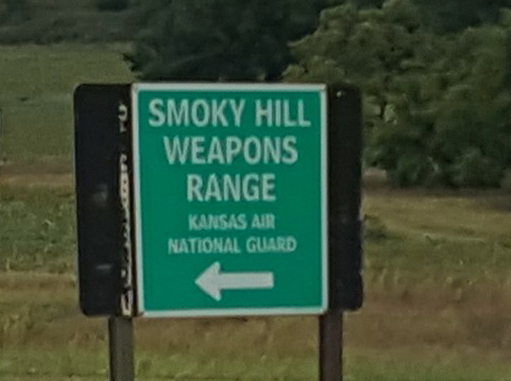 SMOKY HILL
WEAPONS
RANGE
KANSAS AIR
NATIONAL GUARD